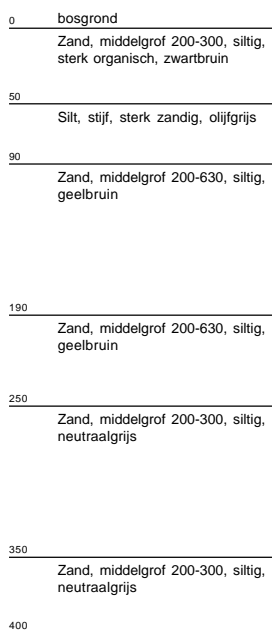 0
bosgrond
Zand, middelgrof 200-300, siltig,
sterk organisch, zwartbruin
50
Silt, stijf, sterk zandig, olijfgrijs
90
Zand, middelgrof 200-630, siltig,
geelbruin
190
Zand, middelgrof 200-630, siltig,
geelbruin
250
Zand, middelgrof 200-300, siltig,
neutraalgrijs
350
Zand, middelgrof 200-300, siltig,
neutraalgrijs
400